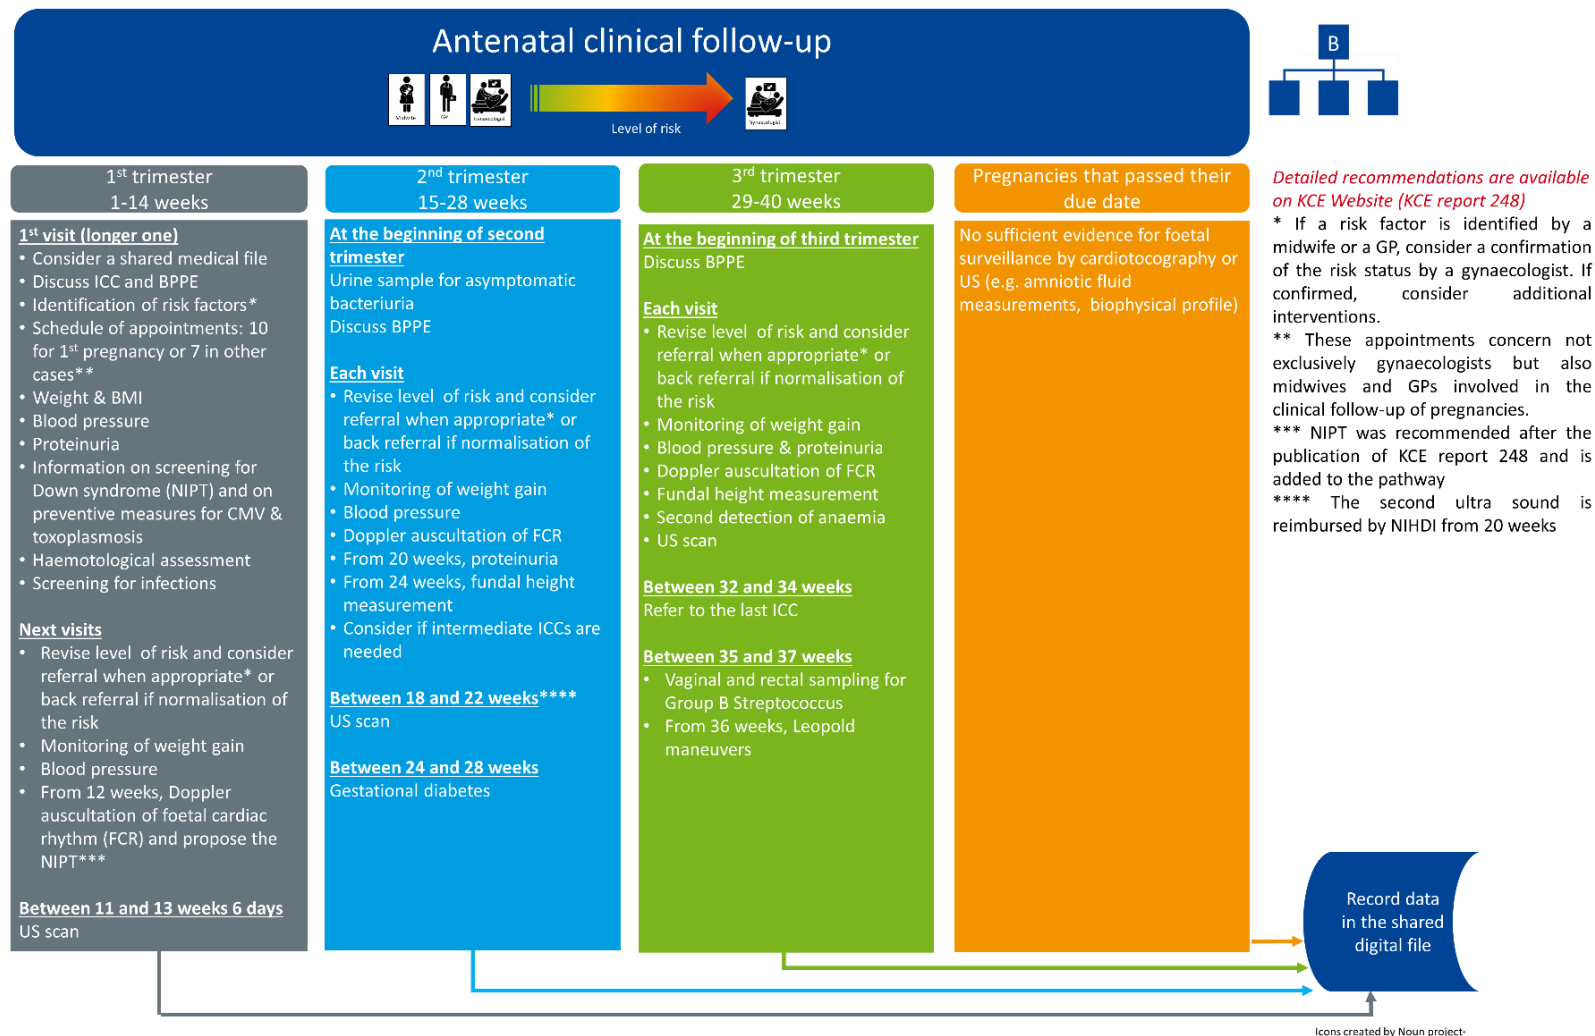 Antenatal clinical follow-up
Midwife
GP
Gynaecologist
Level of risk
Gynaecologist
B
1st trimester
1-14 weeks
1st visit (longer one)
• Consider a shared medical file
• Discuss ICC and BPPE
• Identification of risk factors*
• Schedule of appointments: 10
for 1st pregnancy or 7 in other
cases**
• Weight & BMI
• Blood pressure
• Proteinuria
• Information on screening for
Down syndrome (NIPT) and on
preventive measures for CMV &
toxoplasmosis
• Haemotological assessment
• Screening for infections
Next visits
• Revise level of risk and consider
referral when appropriate* or
back referral if normalisation of
the risk
• Monitoring of weight gain
• Blood pressure
• From 12 weeks, Doppler
auscultation of foetal cardiac
rhythm (FCR) and propose the
NIPT***
Between 11 and 13 weeks 6 days
US scan
2nd trimester
15-28 weeks
At the beginning of second
trimester
Urine sample for asymptomatic
bacteriuria
Discuss BPPE
Each visit
• Revise level of risk and consider
referral when appropriate* or
back referral if normalisation of
the risk
• Monitoring of weight gain
• Blood pressure
• Doppler auscultation of FCR
• From 20 weeks, proteinuria
• From 24 weeks, fundal height
measurement
• Consider if intermediate ICCs are
needed
Between 18 and 22 weeks****
US scan
Between 24 and 28 weeks
Gestational diabetes
3rd trimester
29-40 weeks
At the beginning of third trimester
Discuss BPPE
Each visit
• Revise level of risk and consider
referral when appropriate* or
back referral if normalisation of
the risk
• Monitoring of weight gain
• Blood pressure & proteinuria
• Doppler auscultation of FCR
• Fundal height measurement
• Second detection of anaemia
• US scan
Between 32 and 34 weeks
Refer to the last ICC
Between 35 and 37 weeks
• Vaginal and rectal sampling for
Group B Streptococcus
• From 36 weeks, Leopold
maneuvers
Pregnancies that passed their
due date
No sufficient evidence for foetal
surveillance by cardiotocography or
US (e.g. amniotic fluid
measurements, biophysical profile)
Detailed recommendations are available
on KCE Website (KCE report 248)
* If a risk factor is identified by a
midwife or a GP, consider a confirmation
of the risk status by a gynaecologist. If
confirmed, consider additional
interventions.
** These appointments concern not
exclusively gynaecologists but also
midwives and GPs involved in the
clinical follow-up of pregnancies.
*** NIPT was recommended after the
publication of KCE report 248 and is
added to the pathway
**** The second ultra sound is
reimbursed by NIHDI from 20 weeks
Record data
in the shared
digital file
Icons created by Noun project-